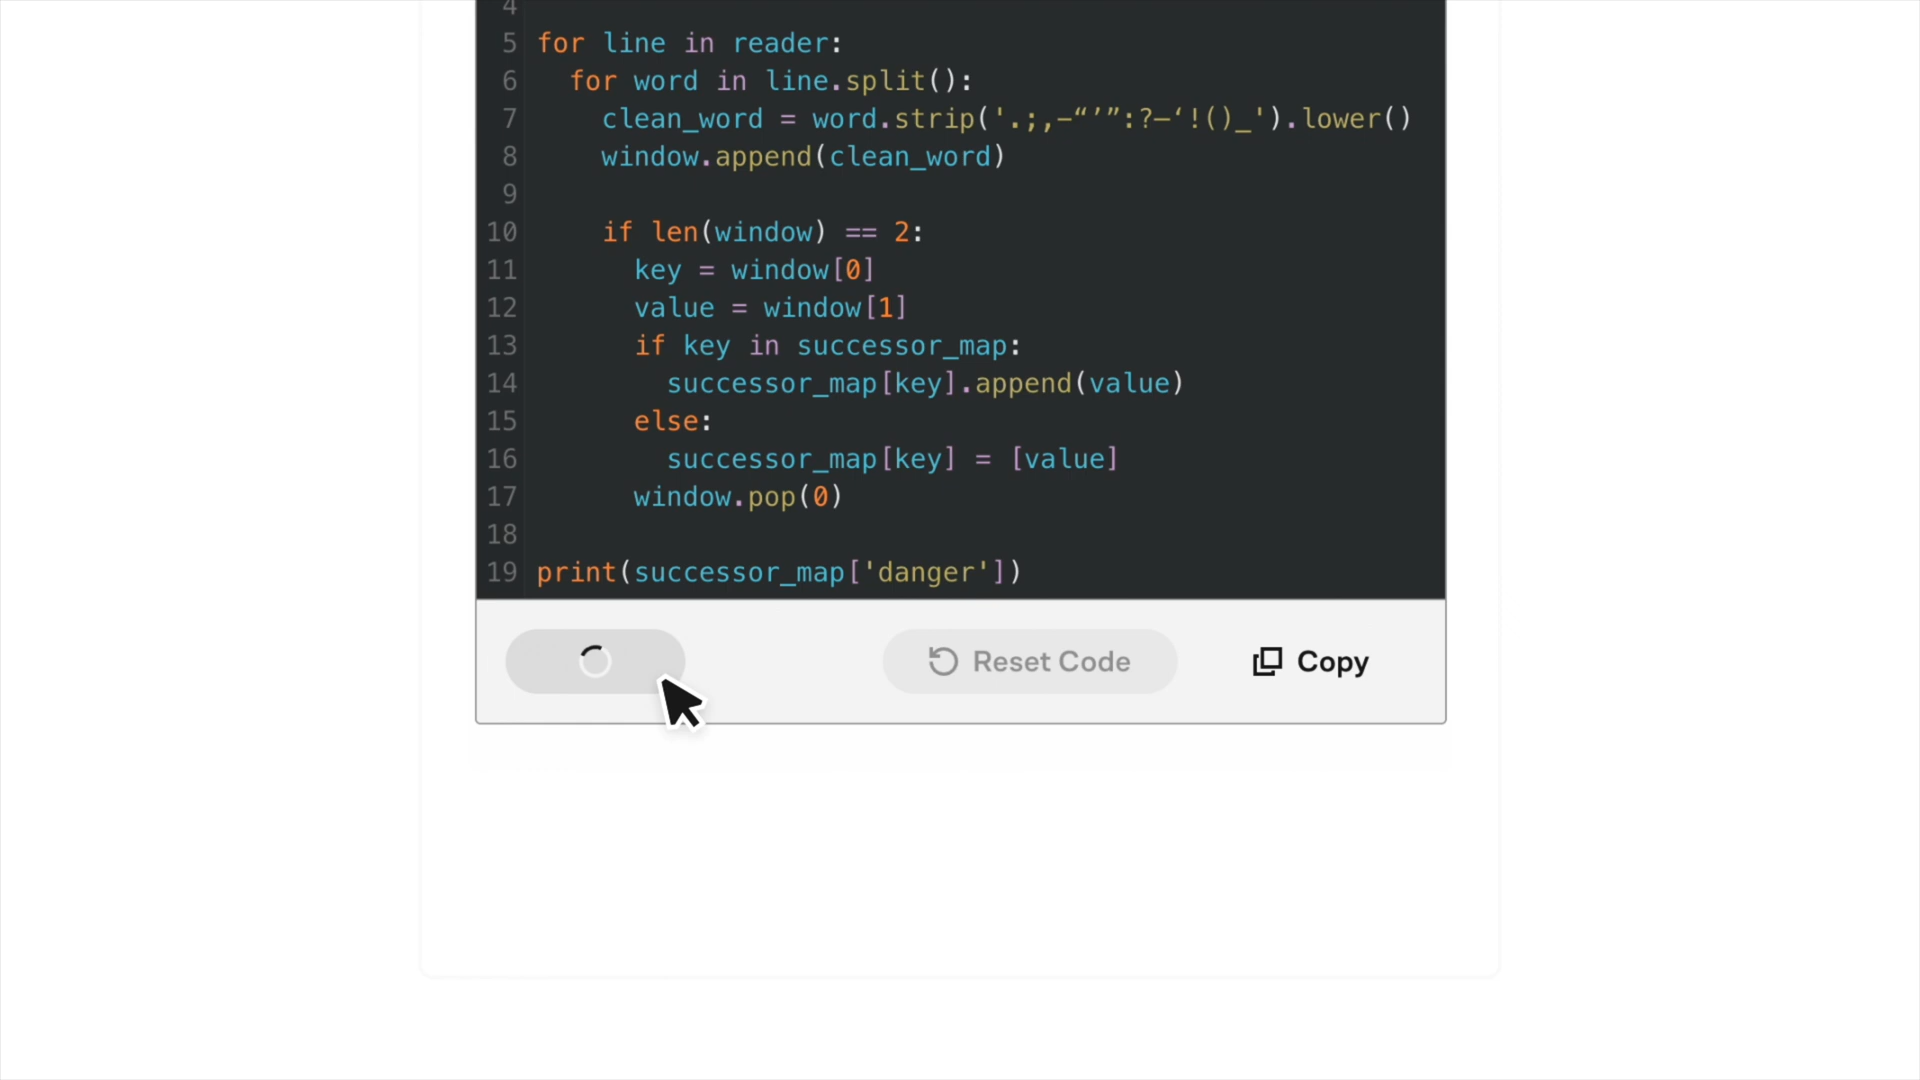 4
5 for line in reader:
6   for word in line.split():
7     clean_word = word.strip('.;,—“’”:?—‘!()_').lower()
8     window.append(clean_word)
9
10     if len(window) == 2:
11       key = window[0]
12       value = window[1]
13       if key in successor_map:
14         successor_map[key].append(value)
15       else:
16         successor_map[key] = [value]
17       window.pop(0)
18
19 print(successor_map['danger'])
Reset Code Copy